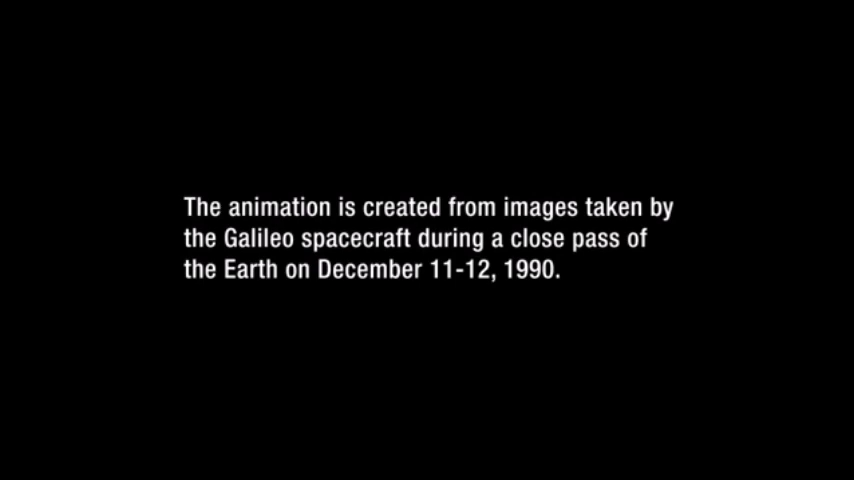 The animation is created from images taken by
the Galileo spacecraft during a close pass of
the Earth on December 11-12, 1990.